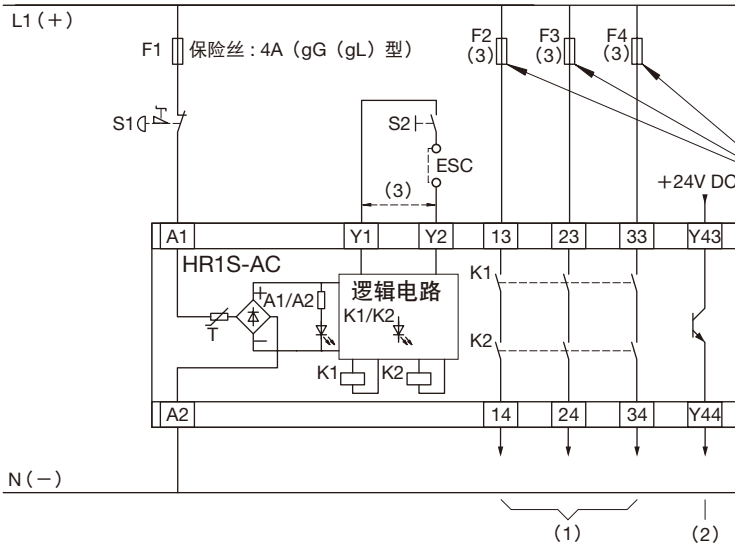 L1 (+)
F1 保险丝：4A（gG（gL）型）
F2
(3)
F3
(3)
F4
(3)
S1
S2
ESC
(3)
+24V DC
A1
Y1
Y2
13
23
33
Y43
HR1S-AC
+
A1/A2
逻辑电路
K1/K2
T
−
K1
K2
K1
K2
A2
14
24
34
Y44
N (−)
(1)
(2)